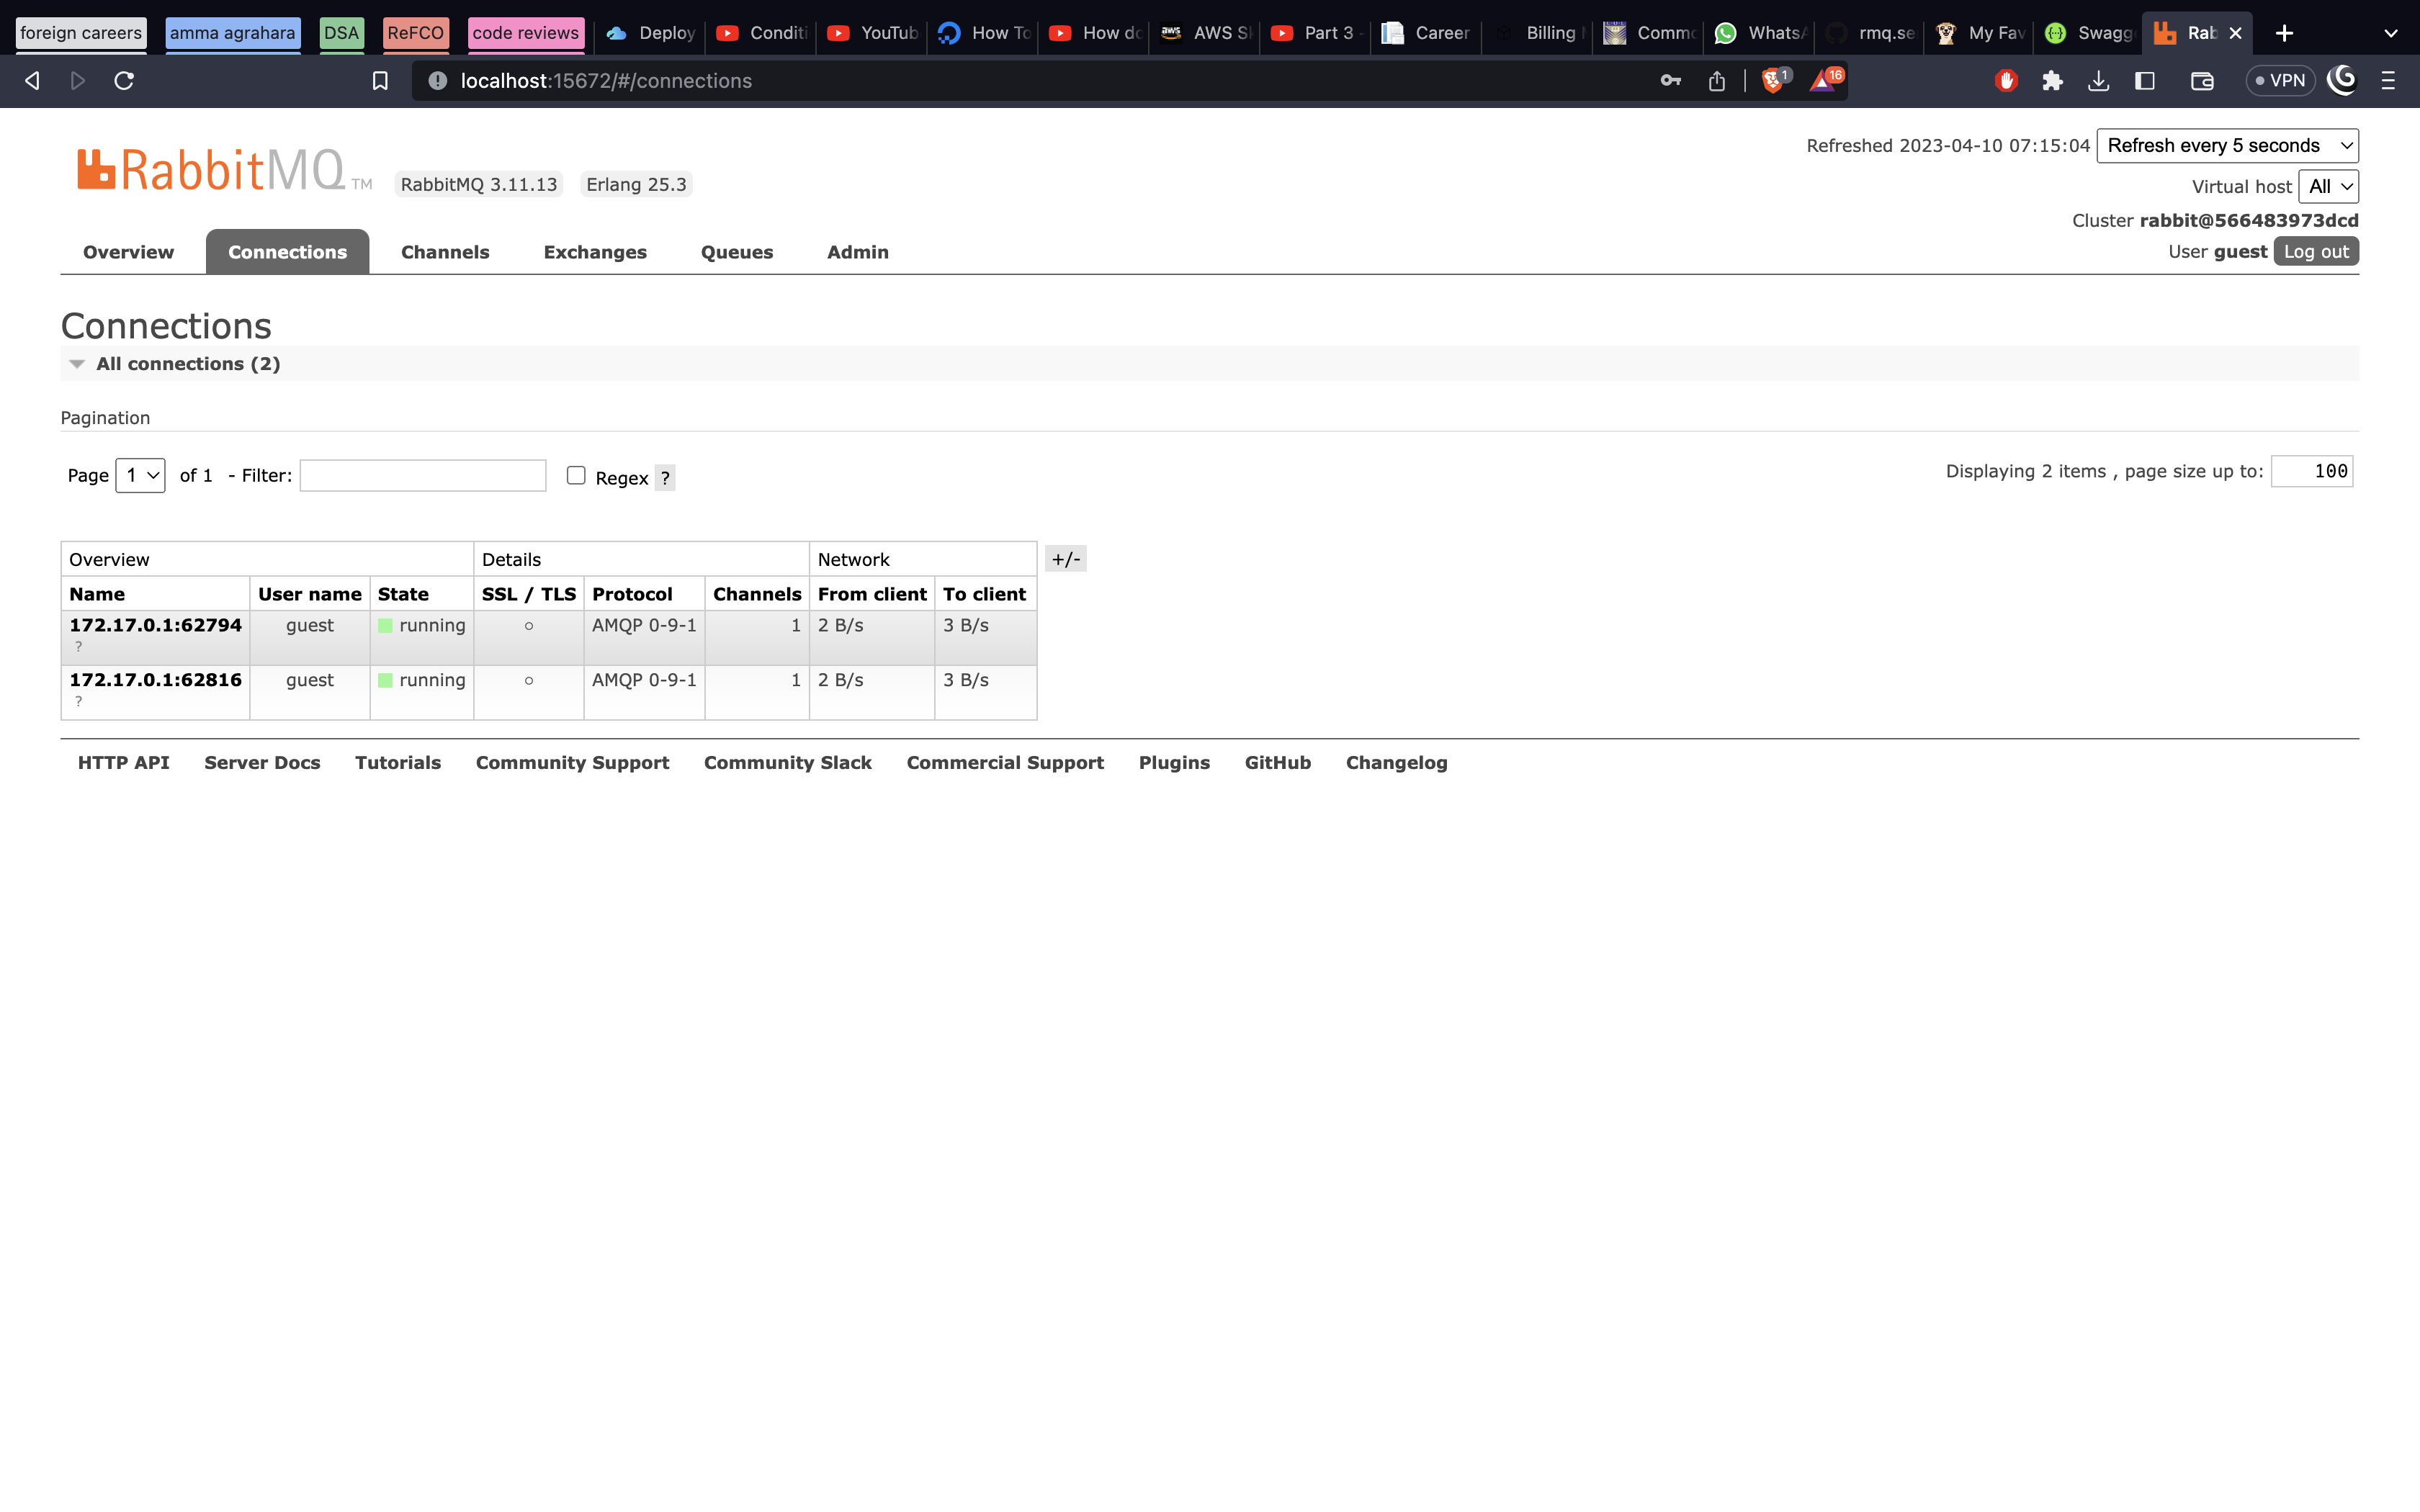 foreign careers amma agrahara DSA ReFCO code reviews Deploy Conditi YouTub How To How do AWS Sk Part 3 - Career Billing Commo WhatsA rmq.se My Fav Swagg Rab
localhost:15672/#/connections 1 16 VPN
Refreshed 2023-04-10 07:15:04 Refresh every 5 seconds
RabbitMQ TM RabbitMQ 3.11.13 Erlang 25.3
Virtual host All
Cluster rabbit@566483973dcd
Overview Connections Channels Exchanges Queues Admin
User guest Log out
Connections
All connections (2)
Pagination
Page 1 of 1 - Filter: Regex ?
Displaying 2 items , page size up to: 100
Overview Details Network +/-
Name User name State SSL / TLS Protocol Channels From client To client
172.17.0.1:62794 guest running ○ AMQP 0-9-1 1 2 B/s 3 B/s
?
172.17.0.1:62816 guest running ○ AMQP 0-9-1 1 2 B/s 3 B/s
?
HTTP API Server Docs Tutorials Community Support Community Slack Commercial Support Plugins GitHub Changelog